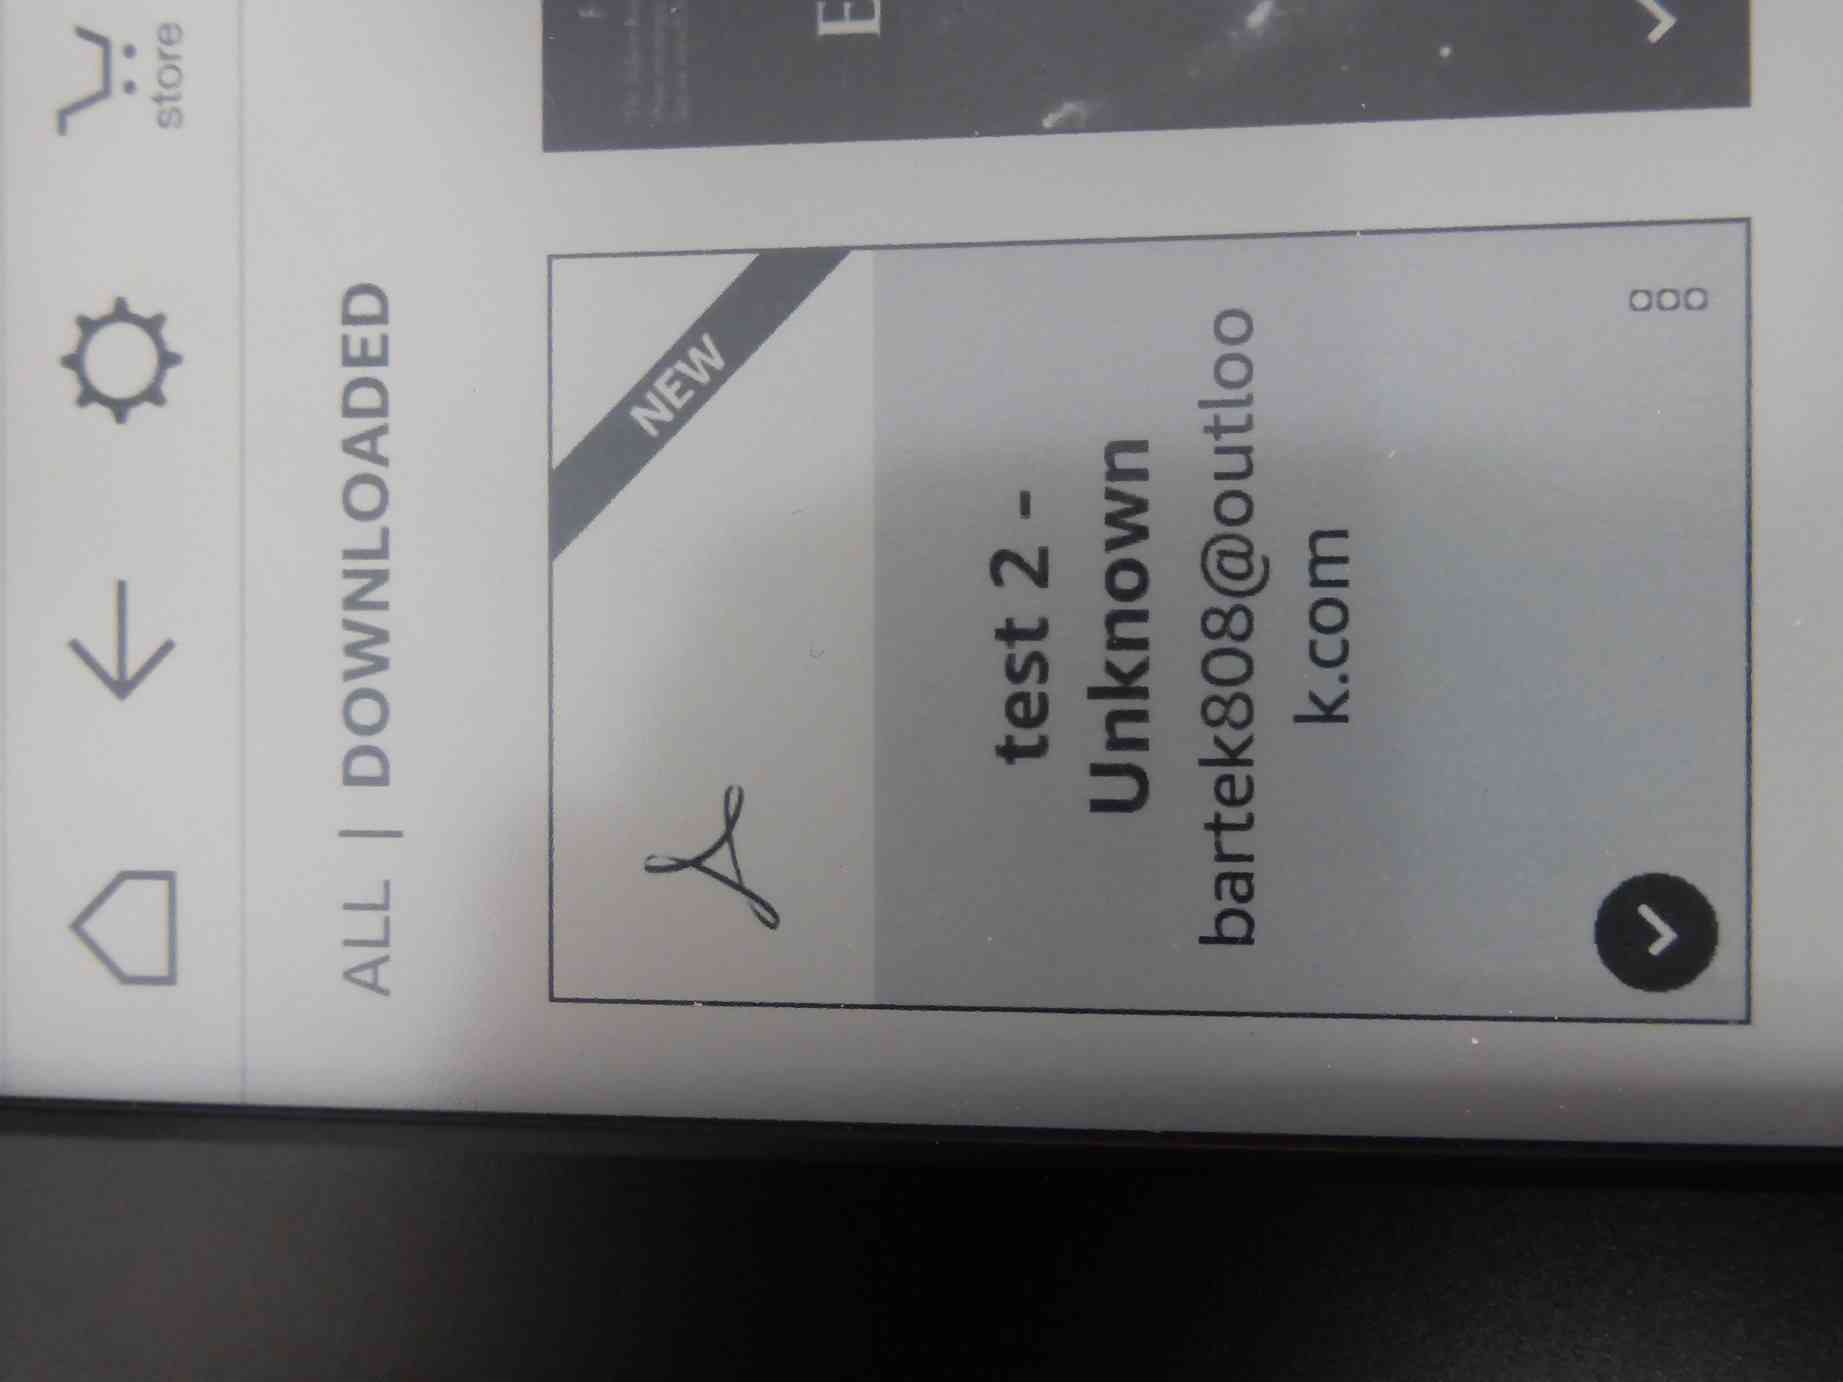 store
ALL | DOWNLOADED
NEW
test 2 -
Unknown
bartek808@outloo
k.com
E